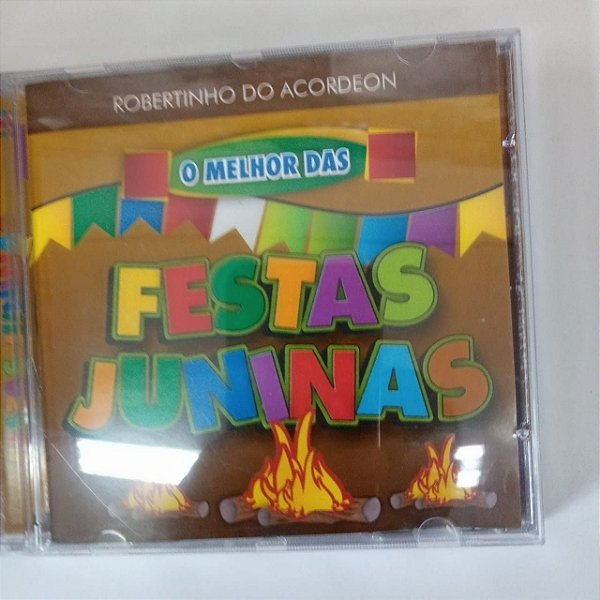 ROBERTINHO DO ACORDEON
O MELHOR DAS
FESTAS
JUNINAS